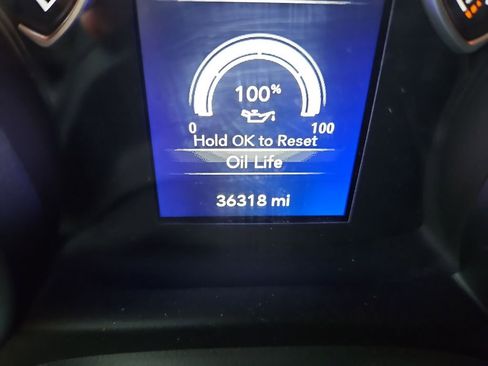 100%
0 100
Hold OK to Reset
Oil Life
36318 mi